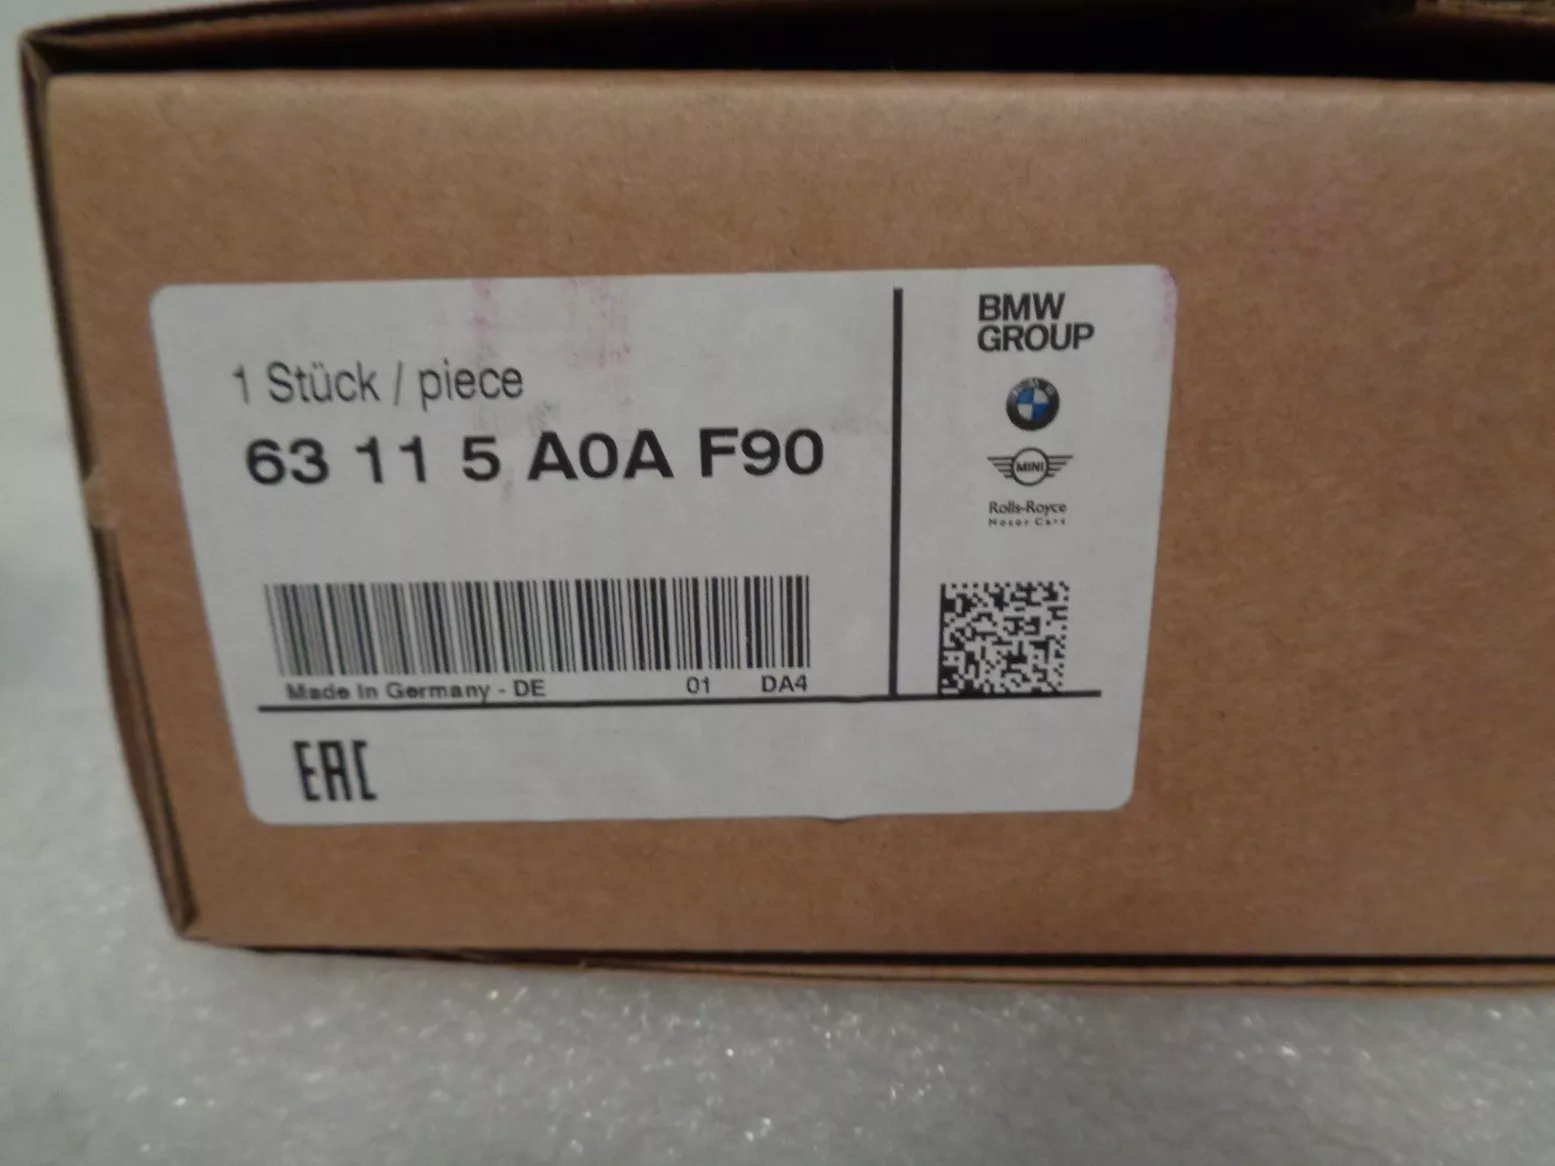 1 Stück / piece
63 11 5 A0A F90
Made in Germany - DE 01 DA4
EAC
BMW
GROUP
MINI
Rolls-Royce
Motor Cars